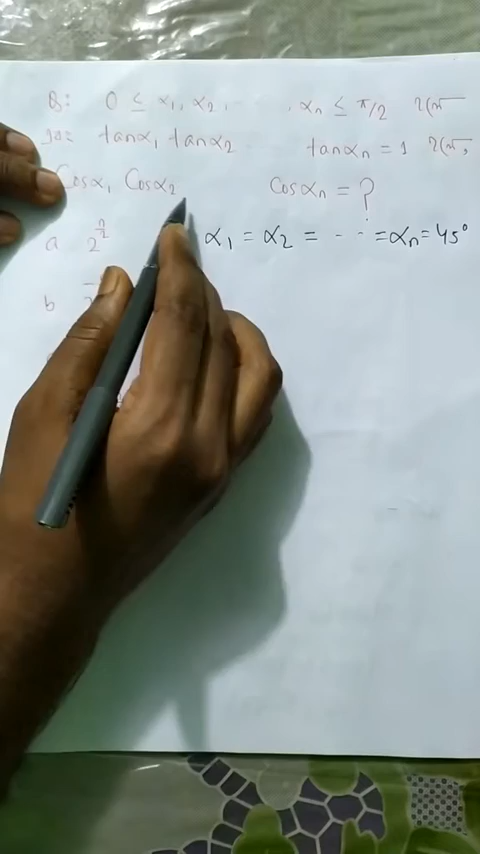 0 ≤ α₁, α₂, . . , αₙ ≤ π/2
tanα₁ tanα₂ tanαₙ = 1
Cosα₁ Cosα₂ Cosαₙ = ?
a 2^(n/2) α₁ = α₂ = - - = αₙ = 45°
b